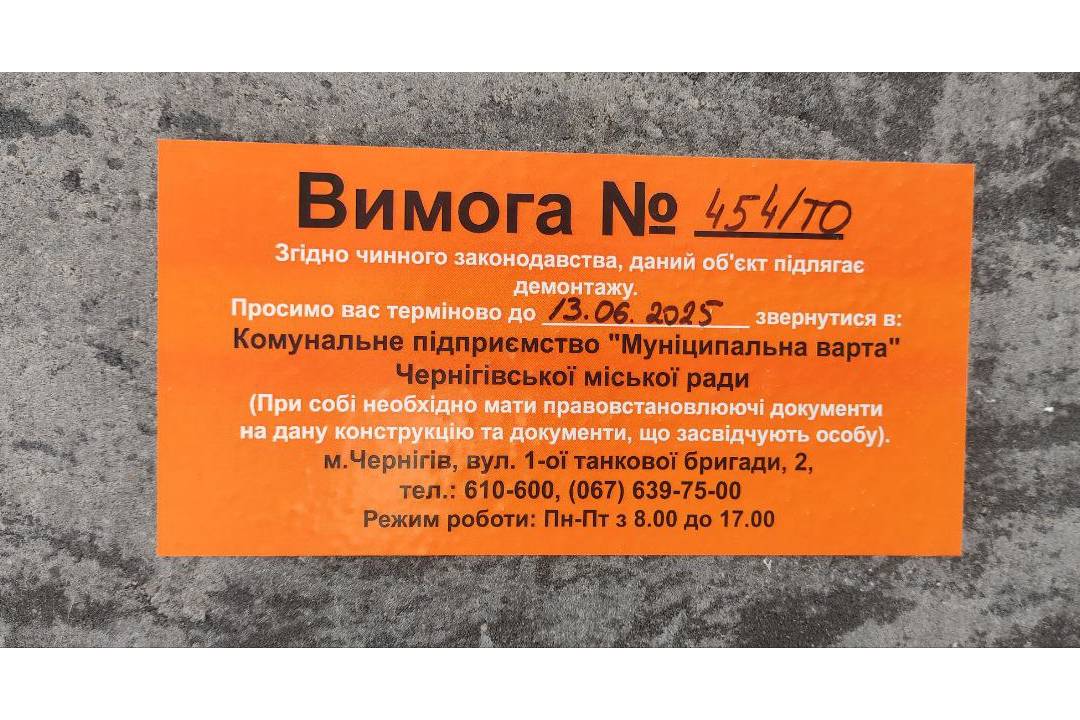 Вимога № 454/ТО
Згідно чинного законодавства, даний об'єкт підлягає
демонтажу.
Просимо вас терміново до 13.06.2025 звернутися в:
Комунальне підприємство "Муніципальна варта"
Чернігівської міської ради
(При собі необхідно мати правовстановлюючі документи
на дану конструкцію та документи, що засвідчують особу).
м.Чернігів, вул. 1-ої танкової бригади, 2,
тел.: 610-600, (067) 639-75-00
Режим роботи: Пн-Пт з 8.00 до 17.00